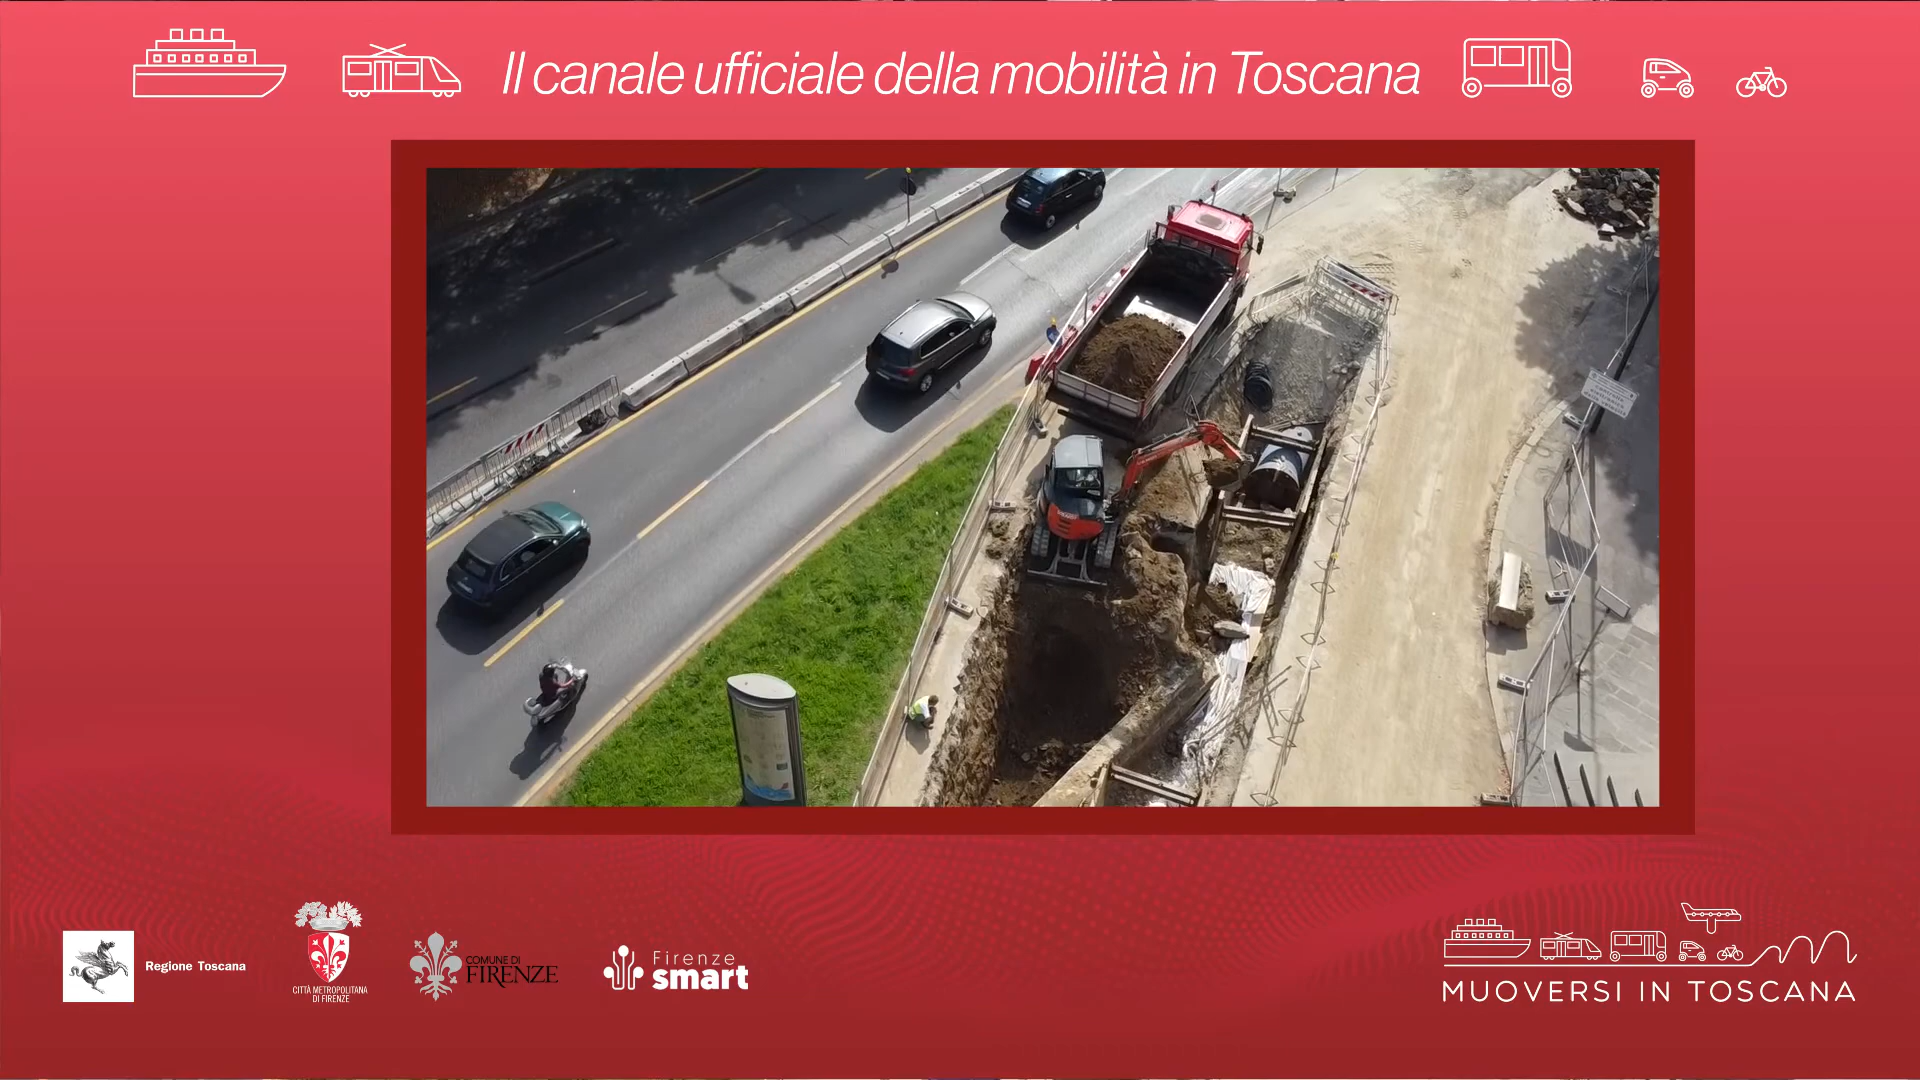 Il canale ufficiale della mobilità in Toscana
Regione Toscana
CITTÀ METROPOLITANA
DI FIRENZE
COMUNE DI
FIRENZE
Firenze
smart
MUOVERSI IN TOSCANA